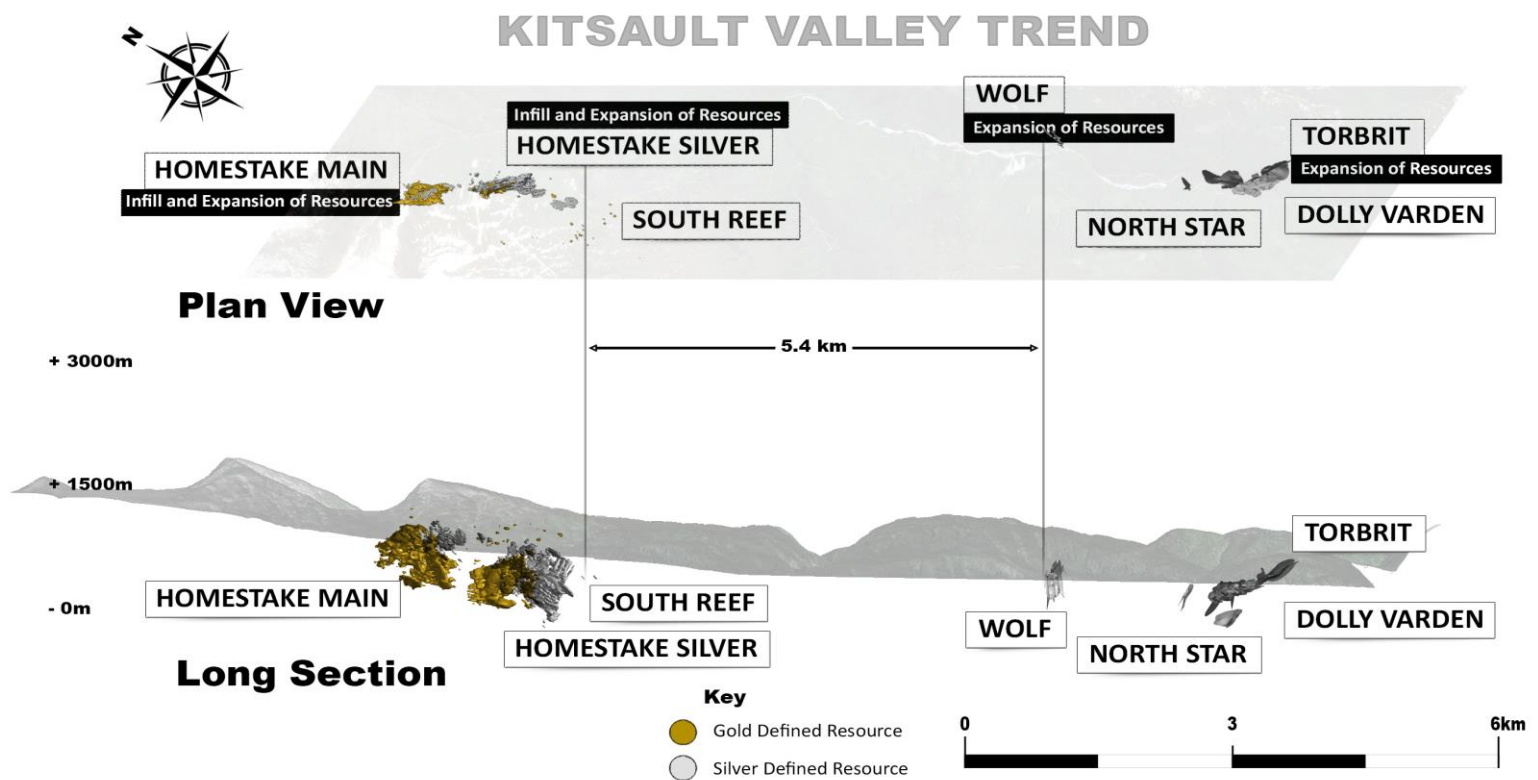 KITSAULT VALLEY TREND
N
WOLF
Expansion of Resources
Infill and Expansion of Resources
HOMESTAKE SILVER
TORBRIT
Expansion of Resources
HOMESTAKE MAIN
Infill and Expansion of Resources
SOUTH REEF
NORTH STAR
DOLLY VARDEN
Plan View
5.4 km
+ 3000m
+ 1500m
TORBRIT
HOMESTAKE MAIN
- 0m
SOUTH REEF
WOLF
DOLLY VARDEN
HOMESTAKE SILVER
NORTH STAR
Long Section
Key
Gold Defined Resource
Silver Defined Resource
0 3 6km